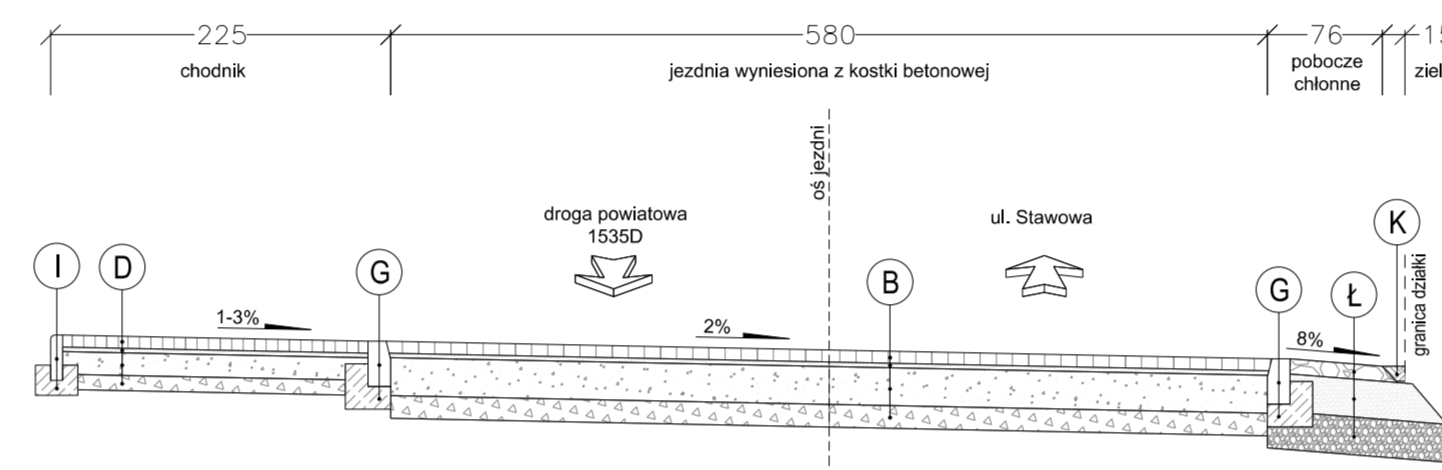 225
580
76
chodnik
jezdnia wyniesiona z kostki betonowej
pobocze
chłonne
oś jezdni
droga powiatowa
1535D
ul. Stawowa
I
D
G
B
G
Ł
K
granica działki
1-3%
2%
8%